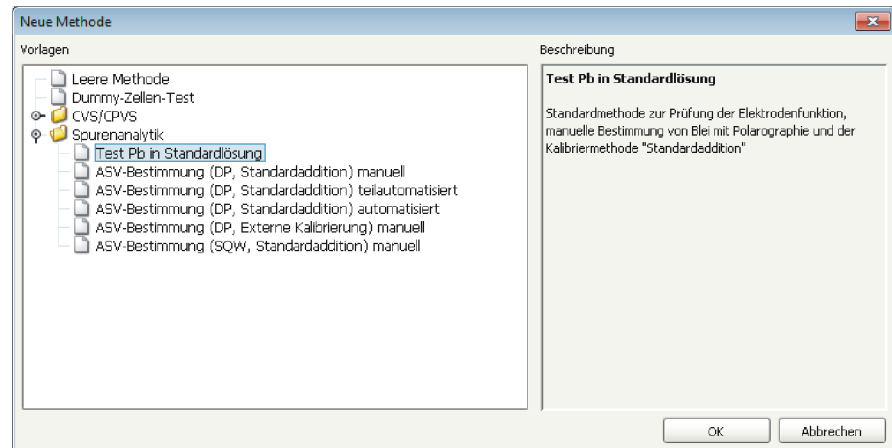 Neue Methode
Vorlagen
Leere Methode
Dummy-Zellen-Test
CVS/CPVS
Spurenanalytik
Test Pb in Standardlösung
ASV-Bestimmung (DP, Standardaddition) manuell
ASV-Bestimmung (DP, Standardaddition) teilautomatisiert
ASV-Bestimmung (DP, Standardaddition) automatisiert
ASV-Bestimmung (DP, Externe Kalibrierung) manuell
ASV-Bestimmung (SQW, Standardaddition) manuell
Beschreibung
Test Pb in Standardlösung
Standardmethode zur Prüfung der Elektrodenfunktion,
manuelle Bestimmung von Blei mit Polarographie und der
Kalibriermethode "Standardaddition"
OK
Abbrechen